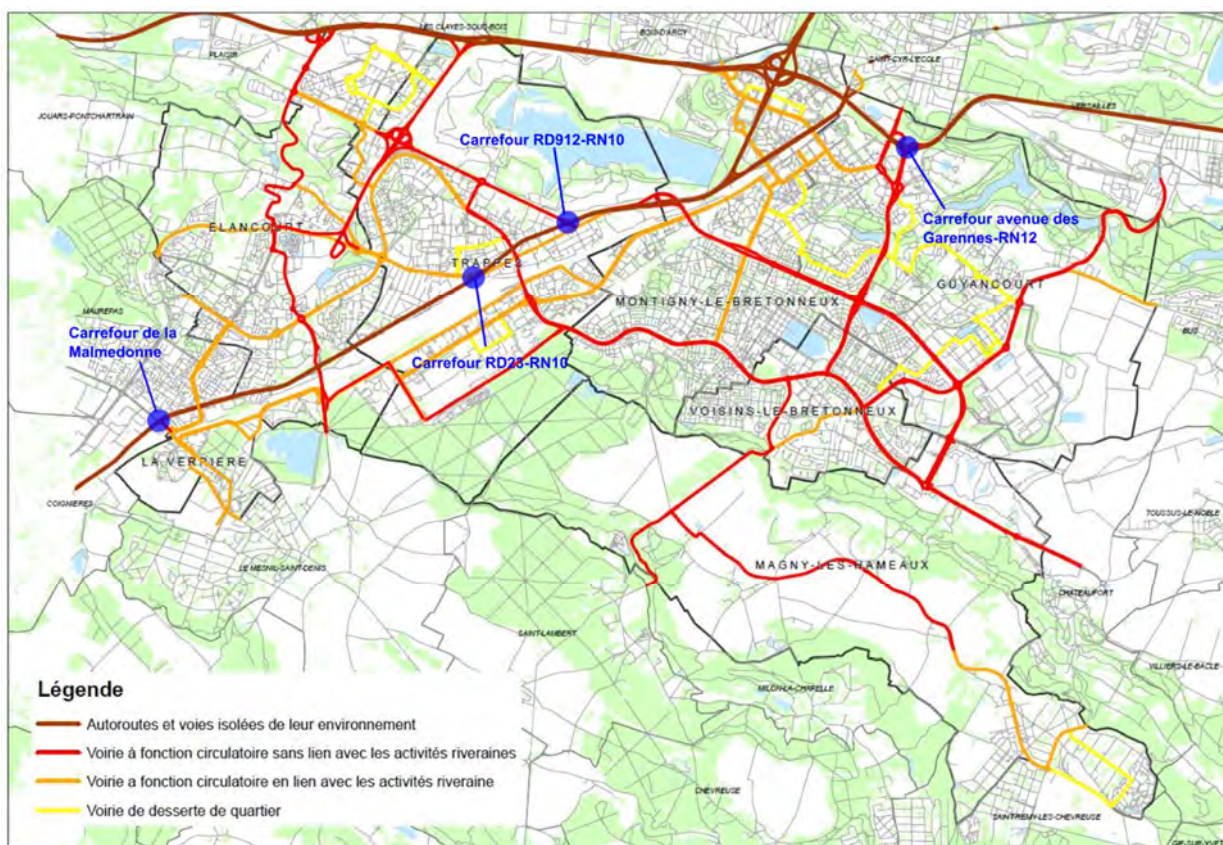 LES CLAYES-SOUS-BOIS
BOIS-D'ARCY
PLAISIR
SAINT-CYR-L'ECOLE
VERSAILLES
JOUARS-PONTCHARTRAIN
Carrefour RD912-RN10
Carrefour avenue des
Garennes-RN12
ELANCOURT
TRAPPES
GUYANCOURT
MONTIGNY-LE-BRETONNEUX
MAUREPAS
BUC
Carrefour de la
Malmedonne
Carrefour RD23-RN10
VOISINS-LE-BRETONNEUX
LA VERRIERE
COIGNIERES
TOUSSUS-LE-NOBLE
LE MESNIL-SAINT-DENIS
MAGNY-LES-HAMEAUX
CHATEAUFORT
SAINT-LAMBERT
VILLIERS-LE-BACLE
MILON-LA-CHAPELLE
CHEVREUSE
SAINT-REMY-LES-CHEVREUSE
GIF-SUR-YVET
Légende
Autoroutes et voies isolées de leur environnement
Voirie à fonction circulatoire sans lien avec les activités riveraines
Voirie a fonction circulatoire en lien avec les activités riveraine
Voirie de desserte de quartier